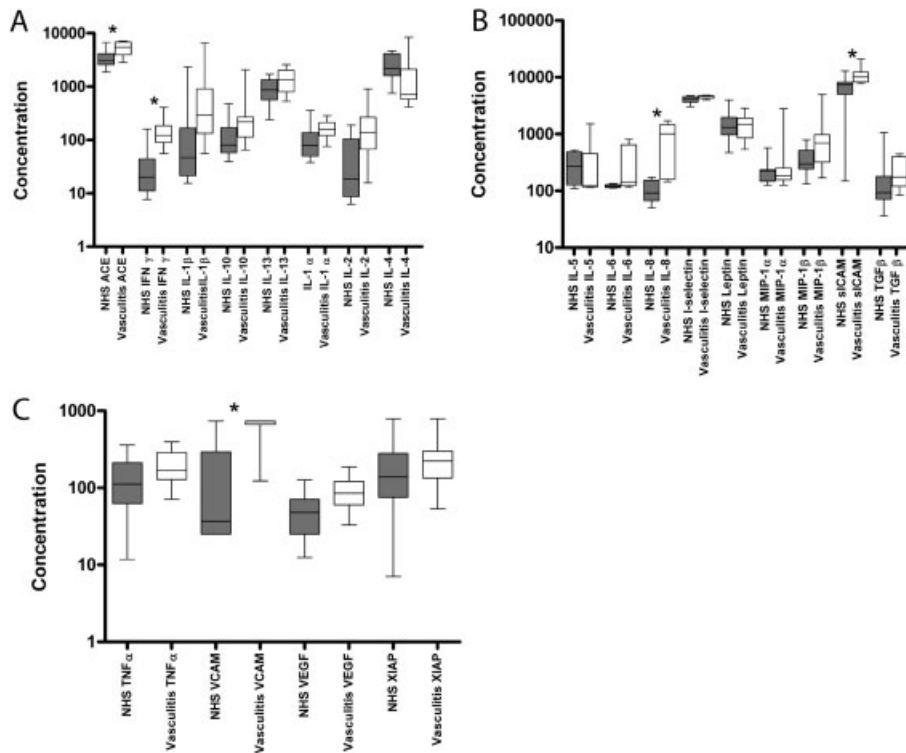 A
*
*
Concentration
10000
1000
100
10
1
NHS ACE
Vasculitis ACE
NHS IFN γ
Vasculitis IFN γ
NHS IL-1β
VasculitisIL-1β
NHS IL-10
Vasculitis IL-10
NHS IL-13
Vasculitis IL-13
IL-1 α
Vasculitis IL-1 α
NHS IL-2
Vasculitis IL-2
NHS IL-4
Vasculitis IL-4
B
*
*
Concentration
100000
10000
1000
100
10
NHS IL-5
Vasculitis IL-5
NHS IL-6
Vasculitis IL-6
NHS IL-8
Vasculitis IL-8
NHS I-selectin
Vasculitis I-selectin
NHS Leptin
Vasculitis Leptin
NHS MIP-1α
Vasculitis MIP-1α
NHS MIP-1β
Vasculitis MIP-1β
NHS sICAM
Vasculitis sICAM
NHS TGFβ
Vasculitis TGF β
C
*
Concentration
1000
100
10
1
NHS TNFα
Vasculitis TNFα
NHS VCAM
Vasculitis VCAM
NHS VEGF
Vasculitis VEGF
NHS XIAP
Vasculitis XIAP